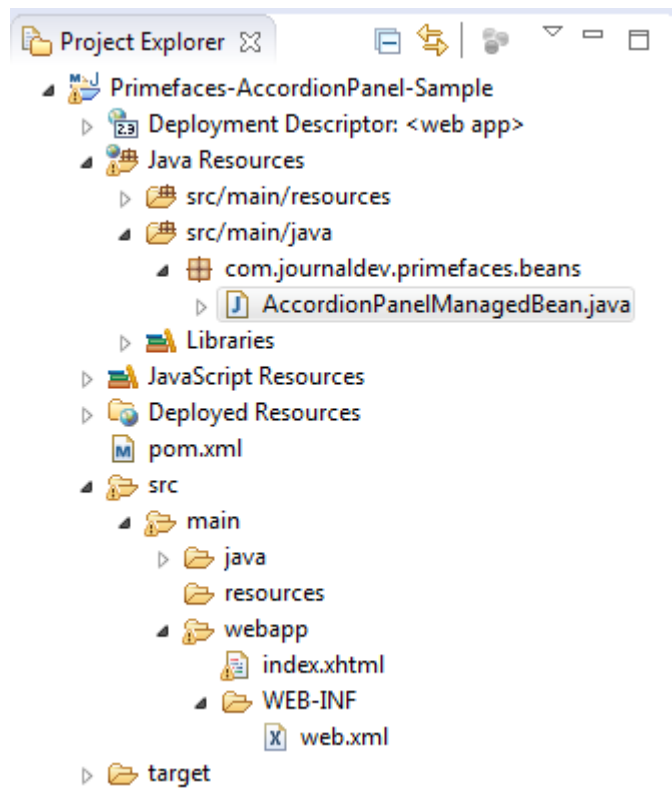 Project Explorer
Primefaces-AccordionPanel-Sample
2.3 Deployment Descriptor: <web app>
Java Resources
src/main/resources
src/main/java
com.journaldev.primefaces.beans
J AccordionPanelManagedBean.java
Libraries
JavaScript Resources
Deployed Resources
M pom.xml
src
main
java
resources
webapp
index.xhtml
WEB-INF
X web.xml
target